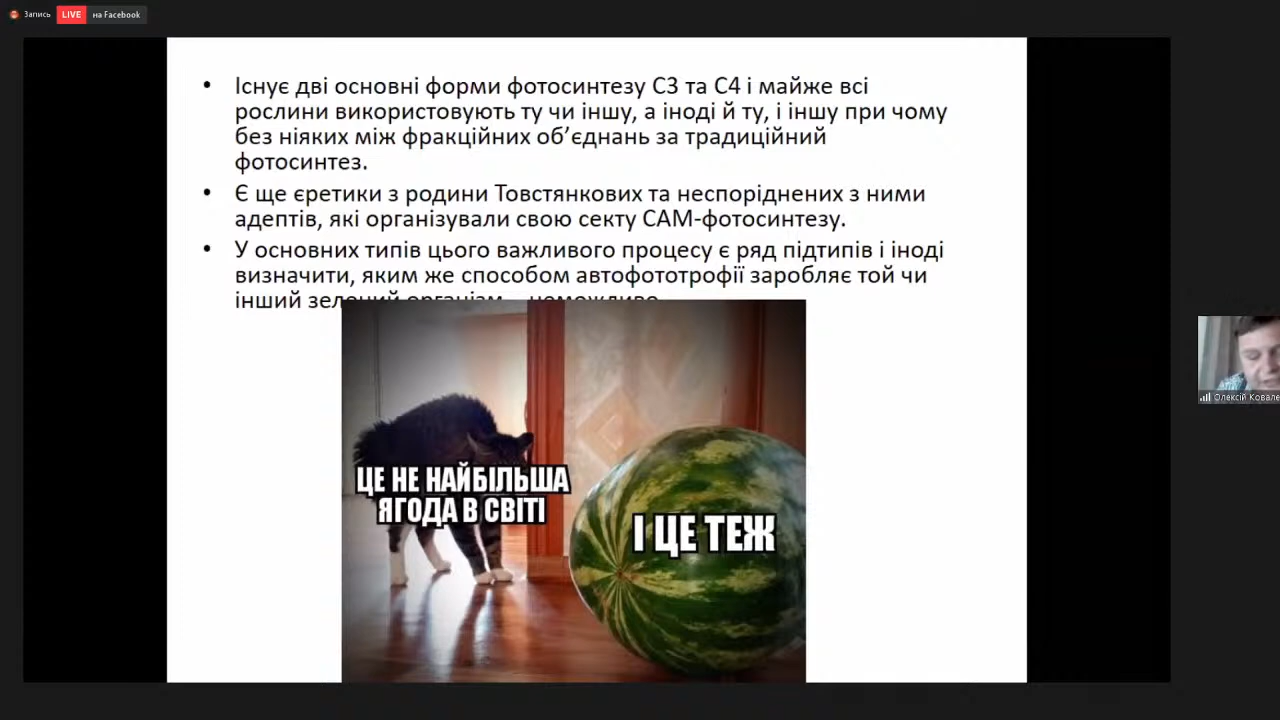 Запись
LIVE
на Facebook
• Існує дві основні форми фотосинтезу С3 та С4 і майже всі
рослини використовують ту чи іншу, а іноді й ту, і іншу при чому
без ніяких між фракційних об’єднань за традиційний
фотосинтез.
• Є ще єретики з родини Товстянкових та неспоріднених з ними
адептів, які організували свою секту САМ-фотосинтезу.
• У основних типів цього важливого процесу є ряд підтипів і іноді
визначити, яким же способом автофототрофії заробляє той чи
інший зелений організм – неможливо
ЦЕ НЕ НАЙБІЛЬША
ЯГОДА В СВІТІ
І ЦЕ ТЕЖ
Олексій Ковале